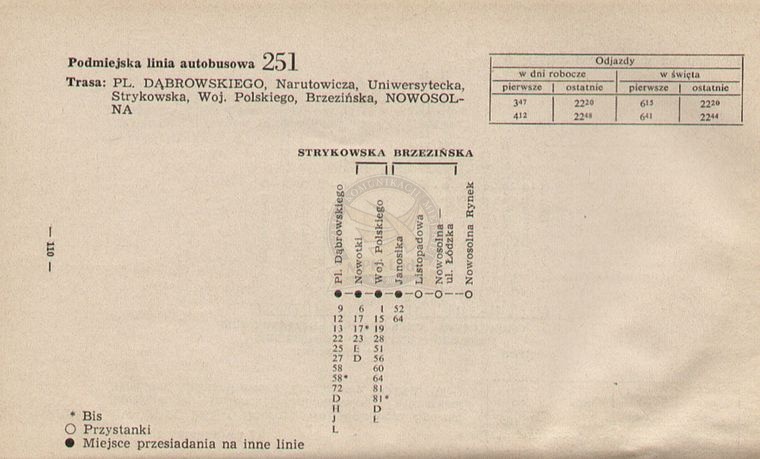 Podmiejska linia autobusowa 251
Trasa: PL. DĄBROWSKIEGO, Narutowicza, Uniwersytecka,
Strykowska, Woj. Polskiego, Brzezińska, NOWOSOL-
NA
Odjazdy
w dni robocze w święta
pierwsze ostatnie pierwsze ostatnie
3⁴⁷ 22²⁰ 6¹⁵ 22²⁰
4¹² 22⁴⁸ 6⁴¹ 22⁴⁴
STRYKOWSKA BRZEZIŃSKA
Pl. Dąbrowskiego
Nowotki
Woj. Polskiego
Janosika
Listopadowa
Nowosolna —
ul. Łódzka
Nowosolna Rynek
— 110 —
9 6 1 52
12 17 15 64
13 17* 19
22 23 28
25 E 51
27 D 56
58 60
58* 64
72 81
D 81*
H D
J E
L
* Bis
○ Przystanki
● Miejsce przesiadania na inne linie